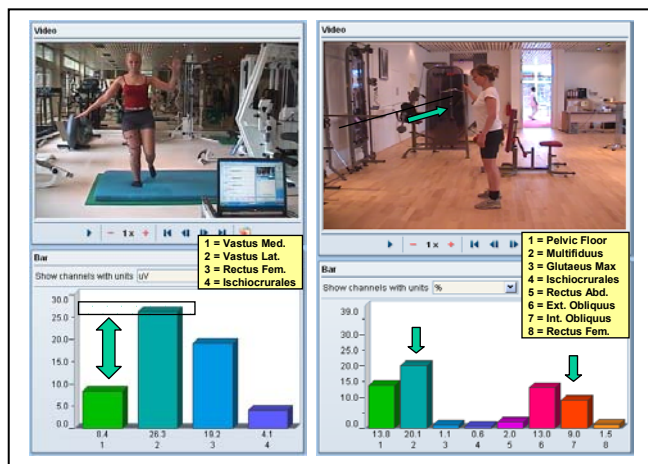 Video
1 x
1 = Vastus Med.
2 = Vastus Lat.
3 = Rectus Fem.
4 = Ischiocrurales
Bar
Show channels with units uV
30.0
25.0
20.0
15.0
10.0
5.0
0.0
8.4 26.3 19.2 4.1
1 2 3 4
Video
1 x
1 = Pelvic Floor
2 = Multifiduus
3 = Glutaeus Max
4 = Ischiocrurales
5 = Rectus Abd.
6 = Ext. Obliquus
7 = Int. Obliquus
8 = Rectus Fem.
Bar
Show channels with units %
39.0
30.0
25.0
20.0
15.0
10.0
0.0
13.8 20.1 1.1 0.6 2.0 13.0 9.0 1.5
1 2 3 4 5 6 7 8